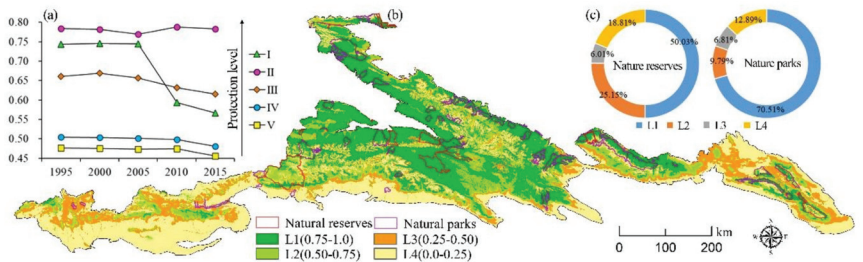 (a)
0.80
0.75
0.70
0.65
0.60
0.55
0.50
0.45
1995 2000 2005 2010 2015
I
II
III
IV
V
Protection level
(b)
Natural reserves Natural parks
L1(0.75-1.0) L3(0.25-0.50)
L2(0.50-0.75) L4(0.0-0.25)
(c)
18.81%
50.03%
6.01%
25.15%
Nature reserves
12.89%
6.81%
9.79%
70.51%
Nature parks
L1 L2 L3 L4
0 100 200 km
N
W
S